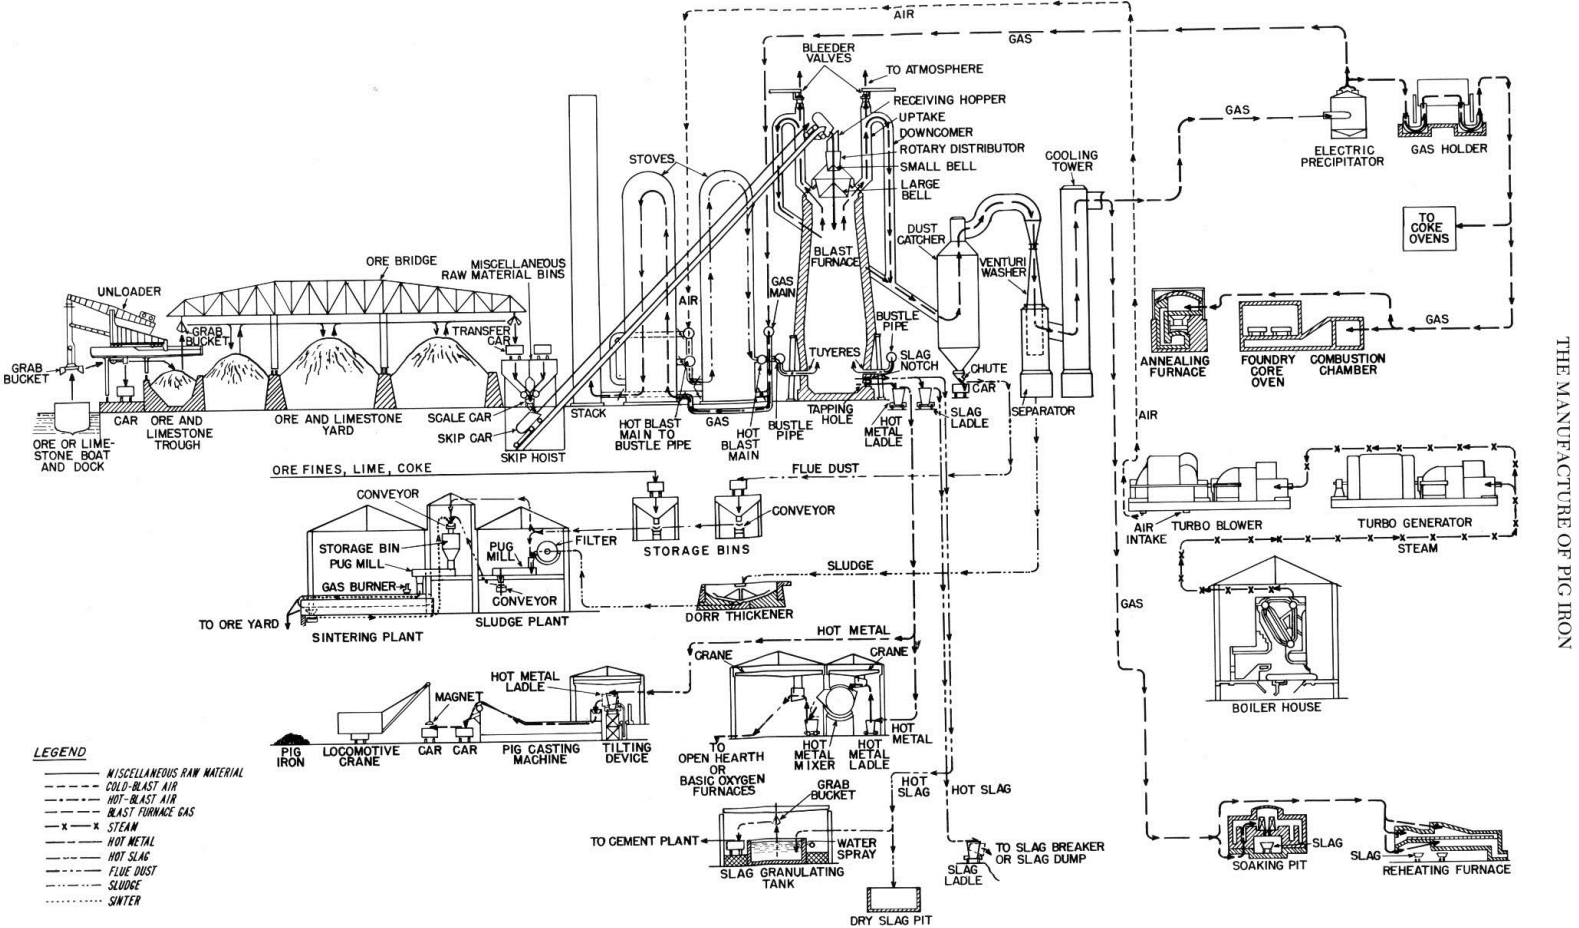 AIR
GAS
BLEEDER
VALVES
TO ATMOSPHERE
RECEIVING HOPPER
UPTAKE
DOWNCOMER
ROTARY DISTRIBUTOR
SMALL BELL
LARGE
BELL
STOVES
COOLING
TOWER
GAS
ELECTRIC
PRECIPITATOR
GAS HOLDER
TO
COKE
OVENS
DUST
CATCHER
BLAST
FURNACE
VENTURI
WASHER
ORE BRIDGE
MISCELLANEOUS
RAW MATERIAL BINS
UNLOADER
GRAB
BUCKET
TRANSFER
CAR
AIR
GAS
MAIN
BUSTLE
PIPE
TUYERES
SLAG
NOTCH
GRAB
BUCKET
CHUTE
CAR
ANNEALING
FURNACE
FOUNDRY
CORE
OVEN
COMBUSTION
CHAMBER
GAS
ORE OR LIME-
STONE BOAT
AND DOCK
CAR
ORE AND
LIMESTONE
TROUGH
ORE AND LIMESTONE
YARD
SCALE CAR
SKIP CAR
SKIP HOIST
STACK
HOT BLAST
MAIN TO
BUSTLE PIPE
GAS
HOT
BLAST
MAIN
BUSTLE
PIPE
TAPPING
HOLE
HOT
METAL
LADLE
SLAG
LADLE
SEPARATOR
AIR
THE MANUFACTURE OF PIG IRON
ORE FINES, LIME, COKE
FLUE DUST
CONVEYOR
CONVEYOR
STORAGE BIN
PUG MILL
PUG
MILL
FILTER
STORAGE BINS
GAS BURNER
CONVEYOR
SLUDGE
TO ORE YARD
SINTERING PLANT
SLUDGE PLANT
DORR THICKENER
AIR
INTAKE
TURBO BLOWER
TURBO GENERATOR
STEAM
GAS
BOILER HOUSE
HOT METAL
CRANE
CRANE
HOT METAL
LADLE
MAGNET
PIG
IRON
LOCOMOTIVE
CRANE
CAR
CAR
PIG CASTING
MACHINE
TILTING
DEVICE
TO
OPEN HEARTH
OR
BASIC OXYGEN
FURNACES
HOT
METAL
MIXER
HOT
METAL
LADLE
HOT
METAL
HOT
SLAG
HOT SLAG
GRAB
BUCKET
TO CEMENT PLANT
WATER
SPRAY
SLAG GRANULATING
TANK
TO SLAG BREAKER
OR SLAG DUMP
SLAG
LADLE
DRY SLAG PIT
SLAG
SOAKING PIT
SLAG
REHEATING FURNACE
LEGEND
MISCELLANEOUS RAW MATERIAL
COLD-BLAST AIR
HOT-BLAST AIR
BLAST FURNACE GAS
X X STEAM
HOT METAL
HOT SLAG
FLUE DUST
SLUDGE
SINTER